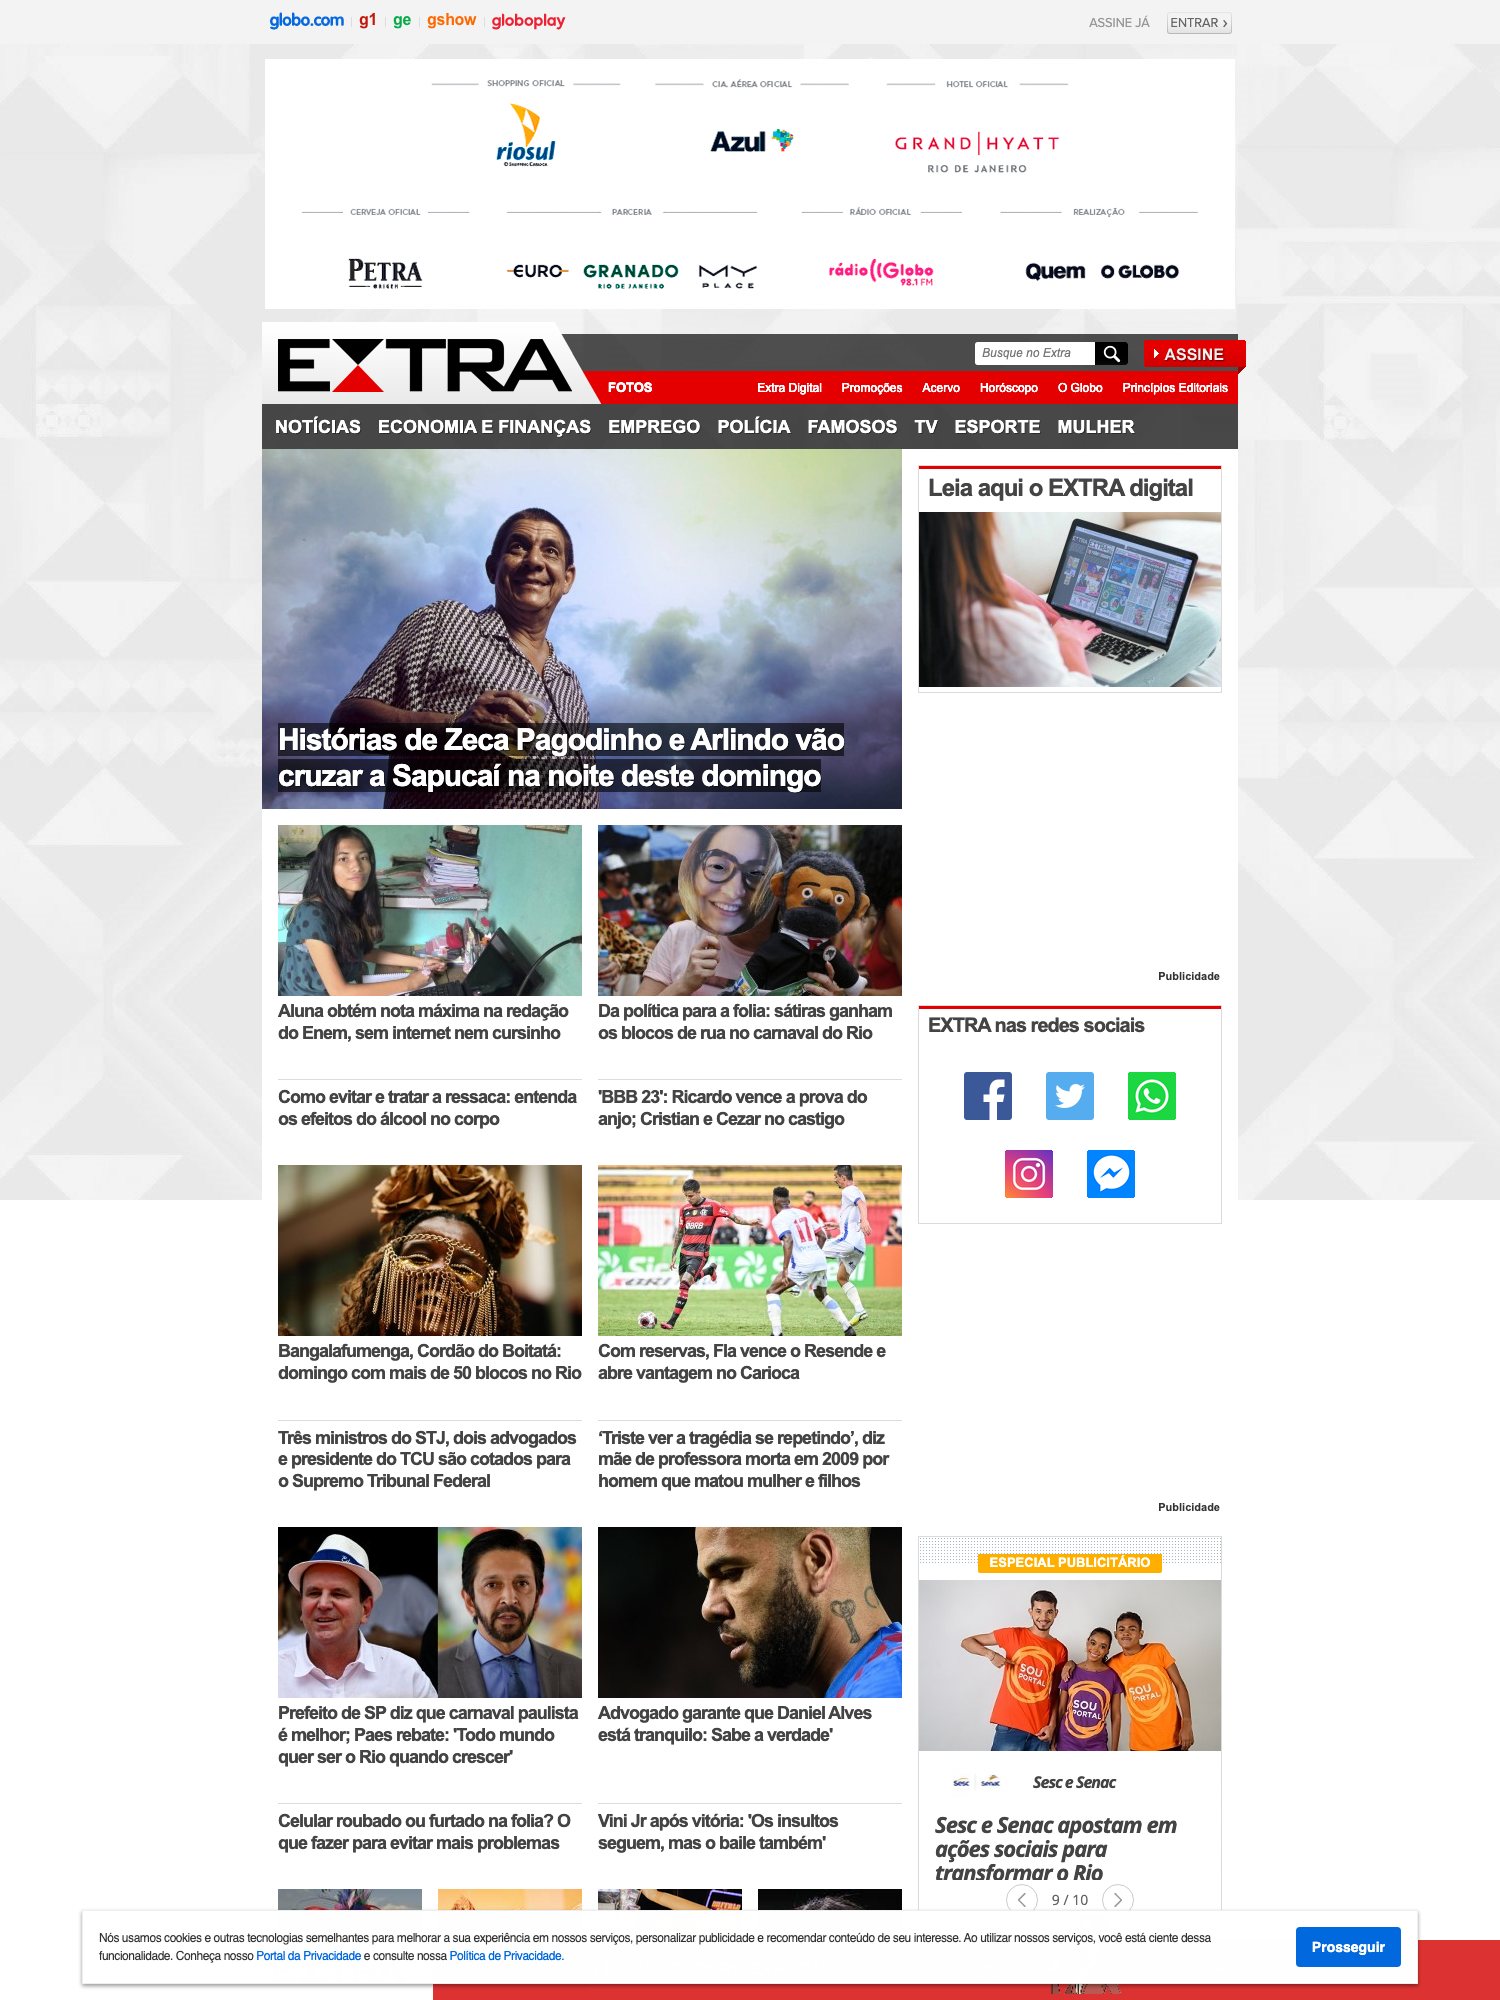 globo.com g1 ge gshow globoplay
ASSINE JÁ ENTRAR ›
SHOPPING OFICIAL
CIA. AÉREA OFICIAL
HOTEL OFICIAL
riosul
O SHOPPING CARIOCA
Azul
GRAND | HYATT
RIO DE JANEIRO
CERVEJA OFICIAL
PARCERIA
RÁDIO OFICIAL
REALIZAÇÃO
PETRA
ORIGEM
EURO
GRANADO
RIO DE JANEIRO
MY
PLACE
rádio Globo
98.1 FM
Quem
O GLOBO
EXTRA
Busque no Extra
ASSINE
FOTOS
Extra Digital Promoções Acervo Horóscopo O Globo Princípios Editoriais
NOTÍCIAS ECONOMIA E FINANÇAS EMPREGO POLÍCIA FAMOSOS TV ESPORTE MULHER
Histórias de Zeca Pagodinho e Arlindo vão
cruzar a Sapucaí na noite deste domingo
Leia aqui o EXTRA digital
Aluna obtém nota máxima na redação
do Enem, sem internet nem cursinho
Da política para a folia: sátiras ganham
os blocos de rua no carnaval do Rio
Publicidade
EXTRA nas redes sociais
Como evitar e tratar a ressaca: entenda
os efeitos do álcool no corpo
'BBB 23': Ricardo vence a prova do
anjo; Cristian e Cezar no castigo
17
Bangalafumenga, Cordão do Boitatá:
domingo com mais de 50 blocos no Rio
Com reservas, Fla vence o Resende e
abre vantagem no Carioca
Três ministros do STJ, dois advogados
e presidente do TCU são cotados para
o Supremo Tribunal Federal
‘Triste ver a tragédia se repetindo’, diz
mãe de professora morta em 2009 por
homem que matou mulher e filhos
Publicidade
ESPECIAL PUBLICITÁRIO
SOU
PORTAL
SOU
PORTAL
SOU
PORTAL
Prefeito de SP diz que carnaval paulista
é melhor; Paes rebate: 'Todo mundo
quer ser o Rio quando crescer'
Advogado garante que Daniel Alves
está tranquilo: Sabe a verdade'
Sesc Senac
Sesc e Senac
Sesc e Senac apostam em
ações sociais para
transformar o Rio
9 / 10
Celular roubado ou furtado na folia? O
que fazer para evitar mais problemas
Vini Jr após vitória: 'Os insultos
seguem, mas o baile também'
Nós usamos cookies e outras tecnologias semelhantes para melhorar a sua experiência em nossos serviços, personalizar publicidade e recomendar conteúdo de seu interesse. Ao utilizar nossos serviços, você está ciente dessa
funcionalidade. Conheça nosso Portal da Privacidade e consulte nossa Política de Privacidade.
Prosseguir